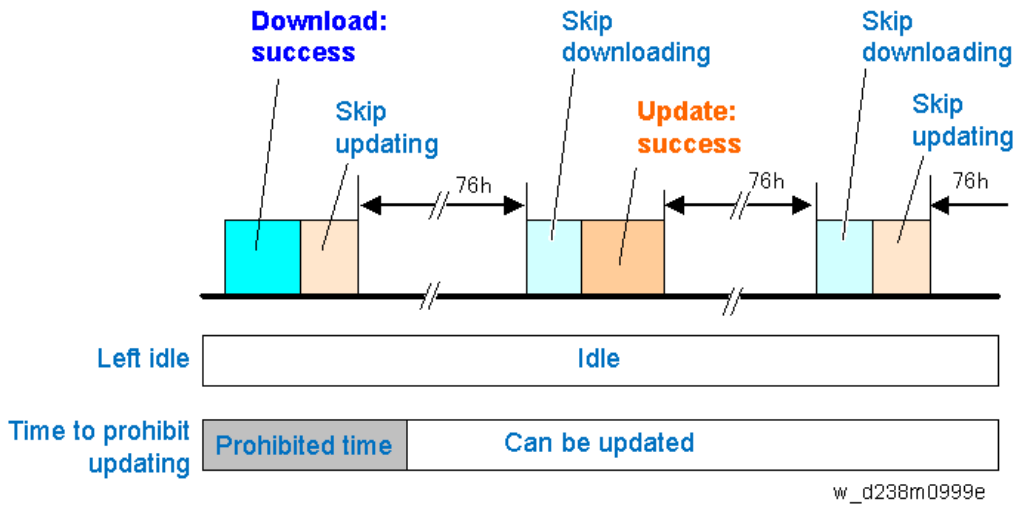 Download:
success
Skip
updating
76h
Skip
downloading
Update:
success
76h
Skip
downloading
Skip
updating
76h
Left idle
Idle
Time to prohibit
updating
Prohibited time
Can be updated
w_d238m0999e